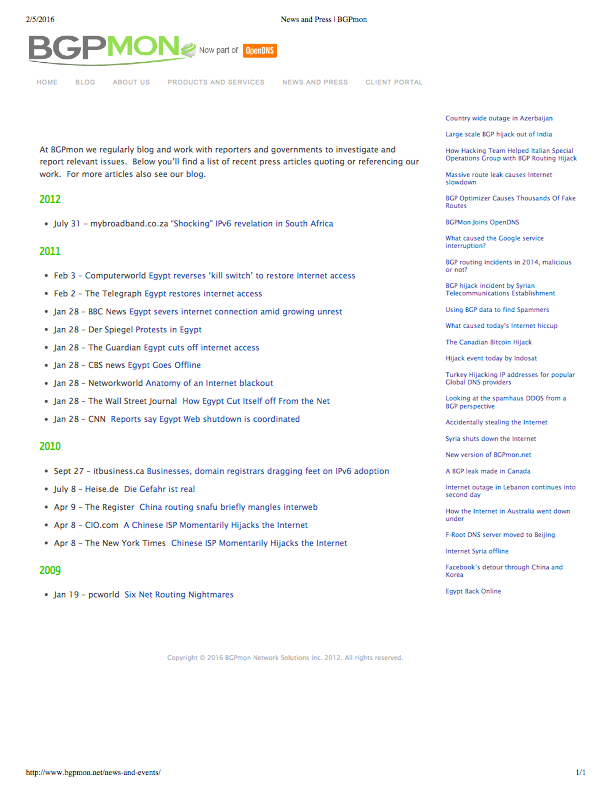 2/5/2016 News and Press | BGPmon
BGPMON Now part of OpenDNS
HOME BLOG ABOUT US PRODUCTS AND SERVICES NEWS AND PRESS CLIENT PORTAL
At BGPmon we regularly blog and work with reporters and governments to investigate and
report relevant issues. Below you'll find a list of recent press articles quoting or referencing our
work. For more articles also see our blog.
2012
• July 31 – mybroadband.co.za “Shocking” IPv6 revelation in South Africa
2011
• Feb 3 – Computerworld Egypt reverses ‘kill switch’ to restore Internet access
• Feb 2 – The Telegraph Egypt restores internet access
• Jan 28 – BBC News Egypt severs internet connection amid growing unrest
• Jan 28 – Der Spiegel Protests in Egypt
• Jan 28 – The Guardian Egypt cuts off internet access
• Jan 28 – CBS news Egypt Goes Offline
• Jan 28 – Networkworld Anatomy of an Internet blackout
• Jan 28 – The Wall Street Journal How Egypt Cut Itself off From the Net
• Jan 28 – CNN Reports say Egypt Web shutdown is coordinated
2010
• Sept 27 – itbusiness.ca Businesses, domain registrars dragging feet on IPv6 adoption
• July 8 – Heise.de Die Gefahr ist real
• Apr 9 – The Register China routing snafu briefly mangles interweb
• Apr 8 – CIO.com A Chinese ISP Momentarily Hijacks the Internet
• Apr 8 – The New York Times Chinese ISP Momentarily Hijacks the Internet
2009
• Jan 19 – pcworld Six Net Routing Nightmares
Country wide outage in Azerbaijan
Large scale BGP hijack out of India
How Hacking Team Helped Italian Special
Operations Group with BGP Routing Hijack
Massive route leak causes Internet
slowdown
BGP Optimizer Causes Thousands Of Fake
Routes
BGPMon Joins OpenDNS
What caused the Google service
interruption?
BGP routing incidents in 2014, malicious
or not?
BGP hijack incident by Syrian
Telecommunications Establishment
Using BGP data to find Spammers
What caused today's Internet hiccup
The Canadian Bitcoin Hijack
Hijack event today by Indosat
Turkey Hijacking IP addresses for popular
Global DNS providers
Looking at the spamhaus DDOS from a
BGP perspective
Accidentally stealing the Internet
Syria shuts down the Internet
New version of BGPmon.net
A BGP leak made in Canada
Internet outage in Lebanon continues into
second day
How the Internet in Australia went down
under
F-Root DNS server moved to Beijing
Internet Syria offline
Facebook's detour through China and
Korea
Egypt Back Online
Copyright © 2016 BGPmon Network Solutions Inc. 2012. All rights reserved.
http://www.bgpmon.net/news-and-events/ 1/1